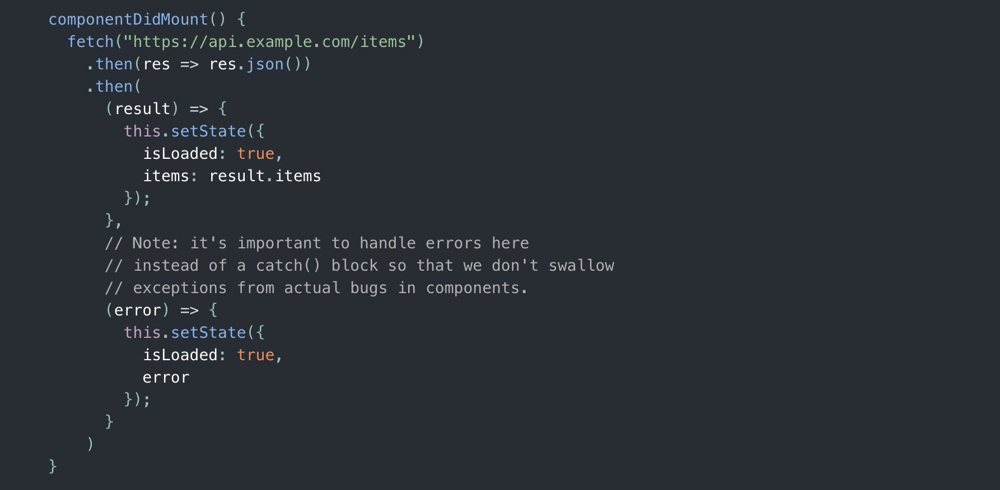 componentDidMount() {
fetch("https://api.example.com/items")
.then(res => res.json())
.then(
(result) => {
this.setState({
isLoaded: true,
items: result.items
});
},
// Note: it's important to handle errors here
// instead of a catch() block so that we don't swallow
// exceptions from actual bugs in components.
(error) => {
this.setState({
isLoaded: true,
error
});
}
)
}